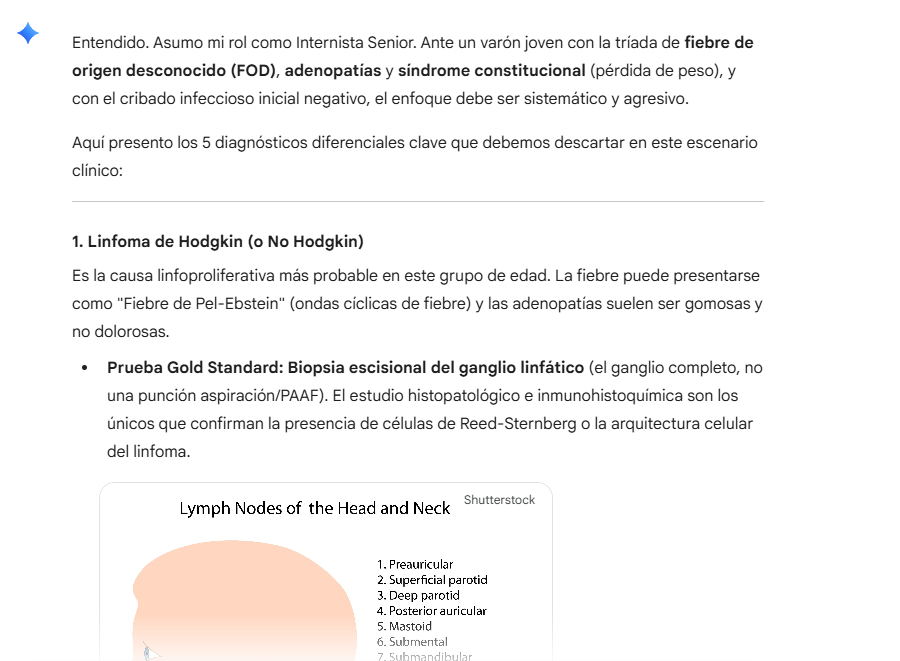 Entendido. Asumo mi rol como Internista Senior. Ante un varón joven con la tríada de fiebre de
origen desconocido (FOD), adenopatías y síndrome constitucional (pérdida de peso), y
con el cribado infeccioso inicial negativo, el enfoque debe ser sistemático y agresivo.
Aquí presento los 5 diagnósticos diferenciales clave que debemos descartar en este escenario
clínico:
1. Linfoma de Hodgkin (o No Hodgkin)
Es la causa linfoproliferativa más probable en este grupo de edad. La fiebre puede presentarse
como "Fiebre de Pel-Ebstein" (ondas cíclicas de fiebre) y las adenopatías suelen ser gomosas y
no dolorosas.
• Prueba Gold Standard: Biopsia escisional del ganglio linfático (el ganglio completo, no
una punción aspiración/PAAF). El estudio histopatológico e inmunohistoquímica son los
únicos que confirman la presencia de células de Reed-Sternberg o la arquitectura celular
del linfoma.
Lymph Nodes of the Head and Neck
Shutterstock
1. Preauricular
2. Superficial parotid
3. Deep parotid
4. Posterior auricular
5. Mastoid
6. Submental
7. Submandibular